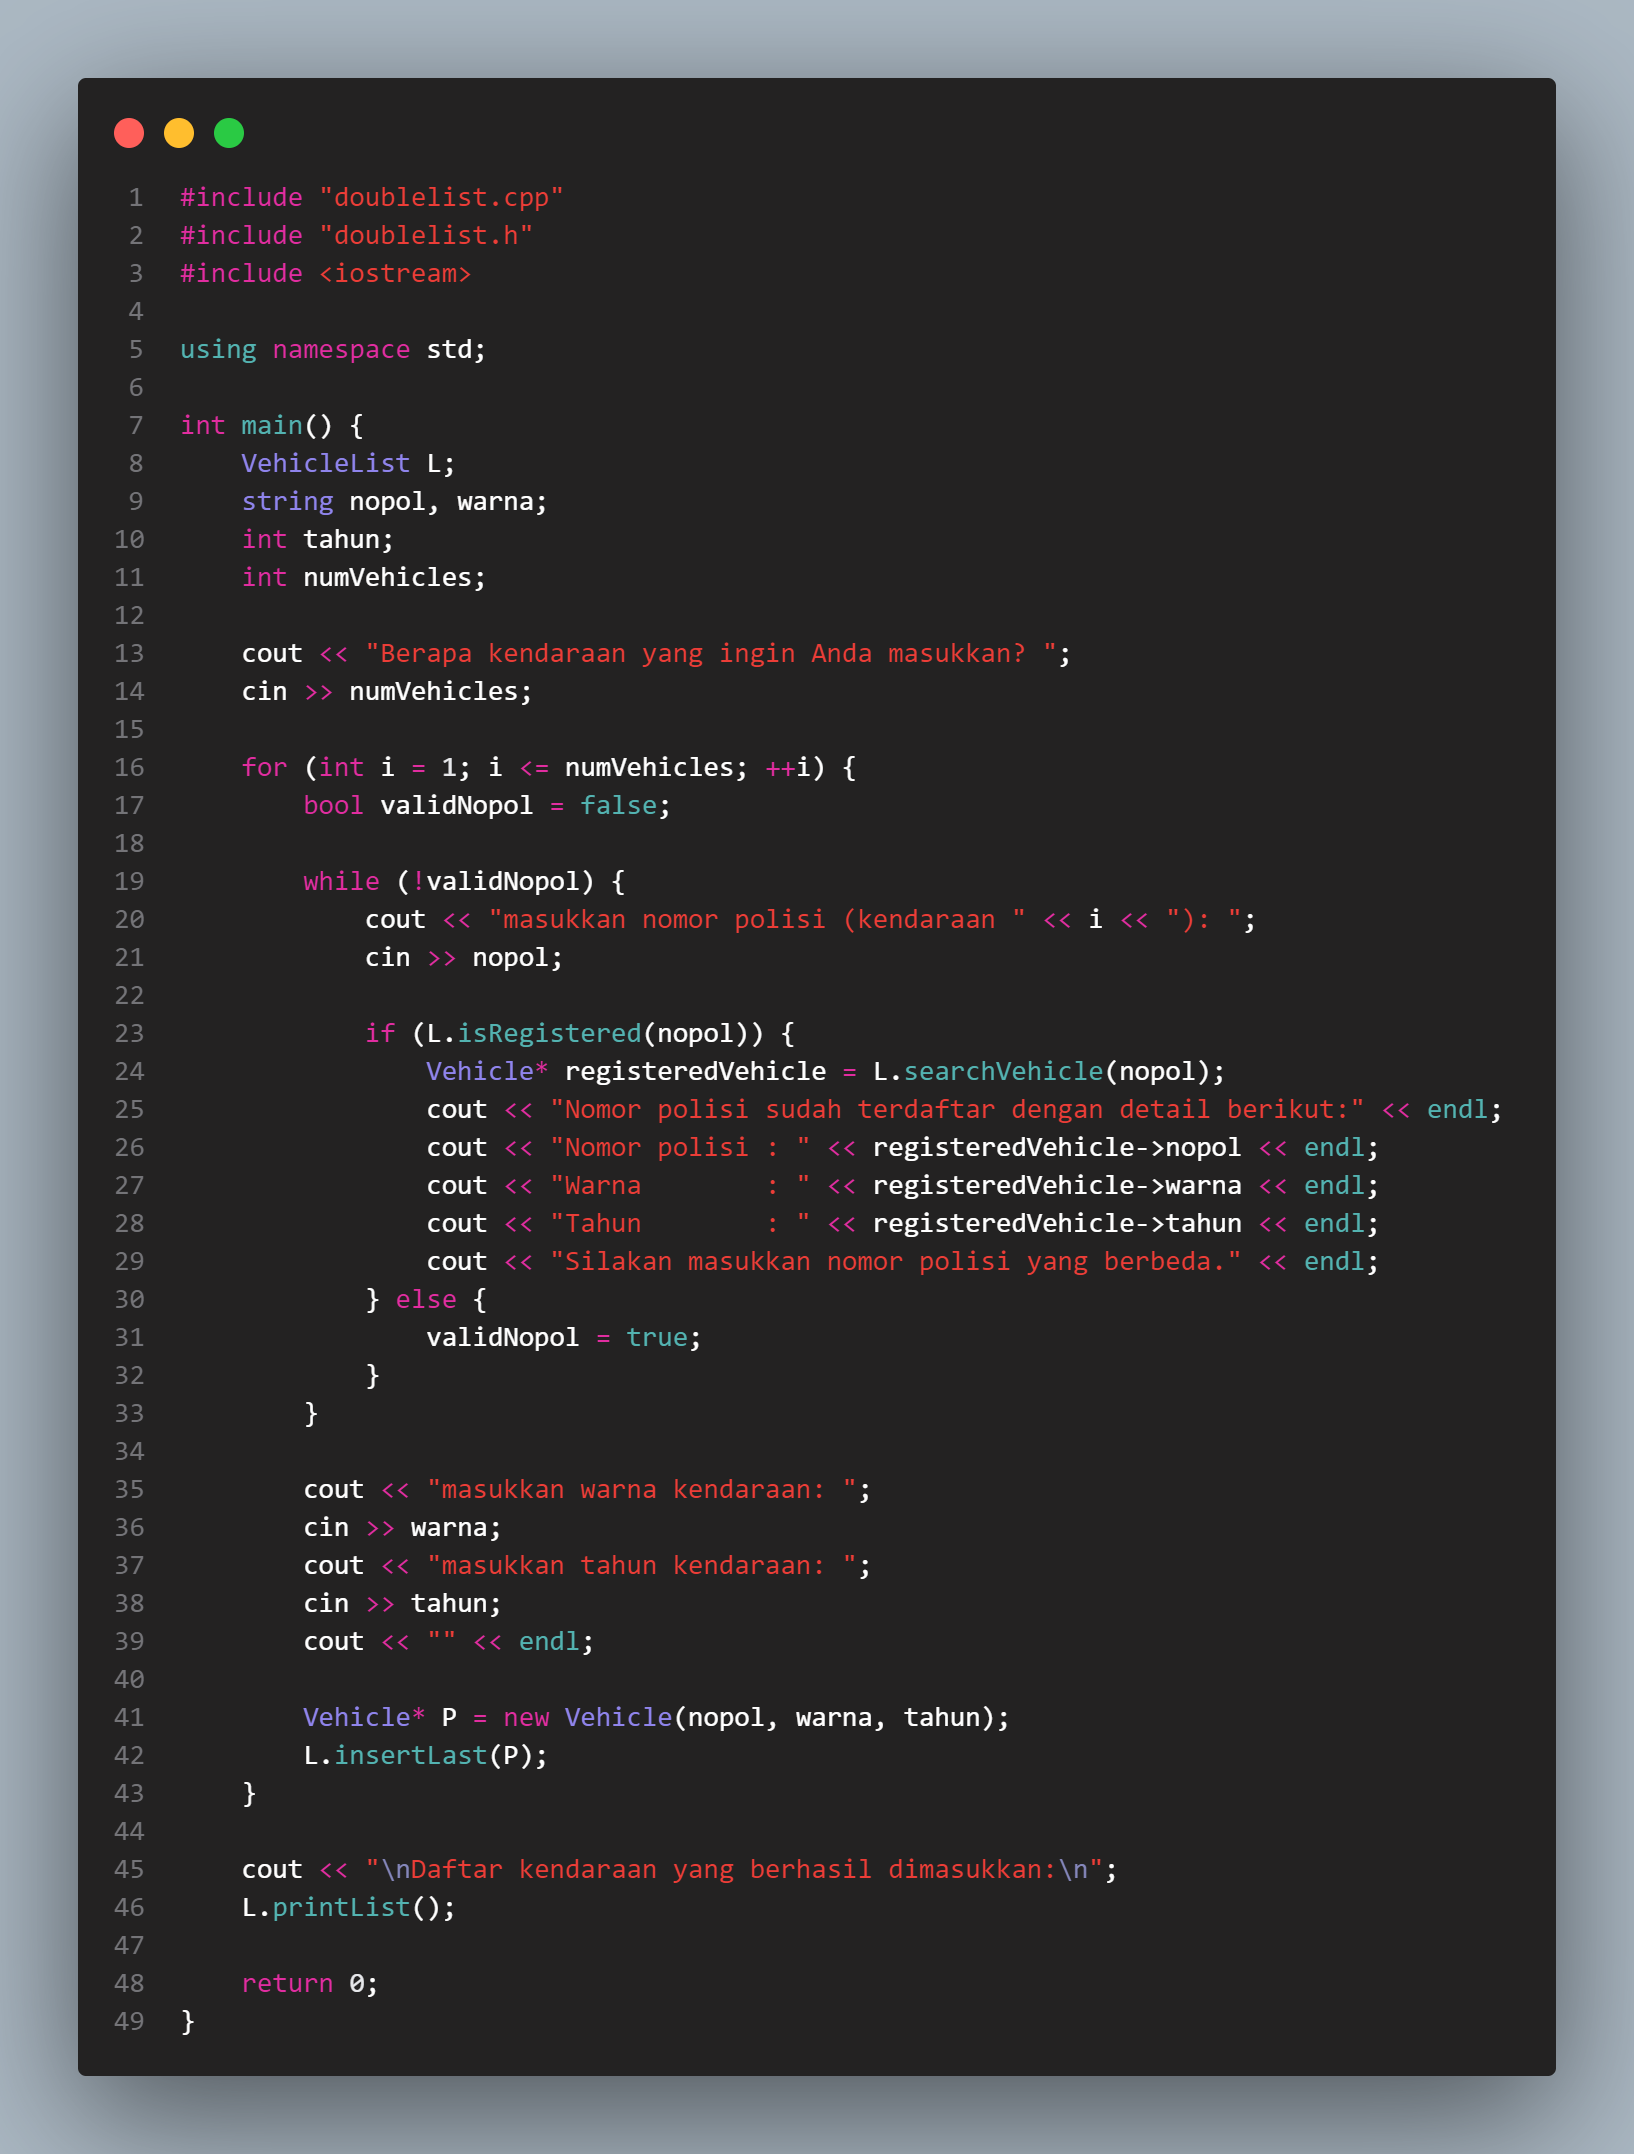 1 #include "doublelist.cpp"
2 #include "doublelist.h"
3 #include <iostream>
4
5 using namespace std;
6
7 int main() {
8     VehicleList L;
9     string nopol, warna;
10     int tahun;
11     int numVehicles;
12
13     cout << "Berapa kendaraan yang ingin Anda masukkan? ";
14     cin >> numVehicles;
15
16     for (int i = 1; i <= numVehicles; ++i) {
17         bool validNopol = false;
18
19         while (!validNopol) {
20             cout << "masukkan nomor polisi (kendaraan " << i << "): ";
21             cin >> nopol;
22
23             if (L.isRegistered(nopol)) {
24                 Vehicle* registeredVehicle = L.searchVehicle(nopol);
25                 cout << "Nomor polisi sudah terdaftar dengan detail berikut:" << endl;
26                 cout << "Nomor polisi : " << registeredVehicle->nopol << endl;
27                 cout << "Warna        : " << registeredVehicle->warna << endl;
28                 cout << "Tahun        : " << registeredVehicle->tahun << endl;
29                 cout << "Silakan masukkan nomor polisi yang berbeda." << endl;
30             } else {
31                 validNopol = true;
32             }
33         }
34
35         cout << "masukkan warna kendaraan: ";
36         cin >> warna;
37         cout << "masukkan tahun kendaraan: ";
38         cin >> tahun;
39         cout << "" << endl;
40
41         Vehicle* P = new Vehicle(nopol, warna, tahun);
42         L.insertLast(P);
43     }
44
45     cout << "\nDaftar kendaraan yang berhasil dimasukkan:\n";
46     L.printList();
47
48     return 0;
49 }